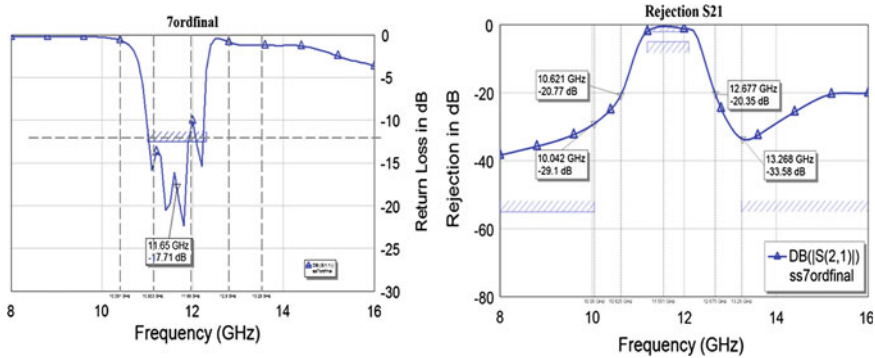 7ordfinal
0
-5
-10
-15
-20
-25
-30
Return Loss in dB
11.65 GHz
-17.71 dB
ss7ordfinal
8
10
12
14
16
Frequency (GHz)
Rejection S21
0
-20
-40
-60
-80
Rejection in dB
10.621 GHz
-20.77 dB
10.042 GHz
-29.1 dB
12.677 GHz
-20.35 dB
13.268 GHz
-33.58 dB
DB(|S(2,1)|)
ss7ordfinal
8
10
12
14
16
Frequency (GHz)